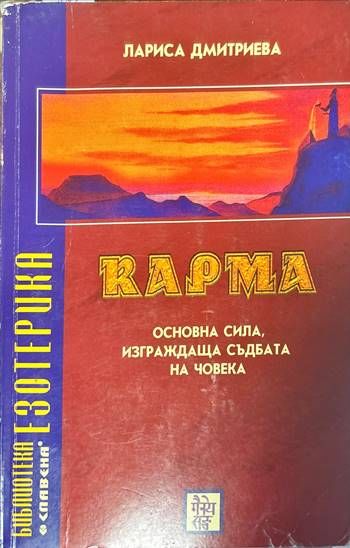 ЛАРИСА ДМИТРИЕВА
КАРМА
ОСНОВНА СИЛА,
ИЗГРАЖДАЩА СЪДБАТА
НА ЧОВЕКА
БИБЛИОТЕКА ЕЗОТЕРИКА
"СЛАВЕНА"